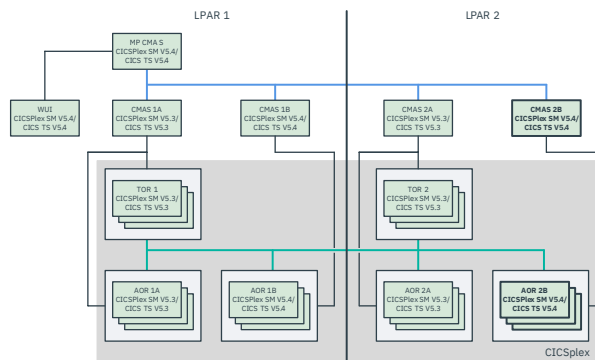 LPAR 1
LPAR 2
MP CMAS
CICSPlex SM V5.4/
CICS TS V5.4
WUI
CICSPlex SM V5.4/
CICS TS V5.4
CMAS 1A
CICSPlex SM V5.3/
CICS TS V5.3
CMAS 1B
CICSPlex SM V5.4/
CICS TS V5.4
CMAS 2A
CICSPlex SM V5.3/
CICS TS V5.3
CMAS 2B
CICSPlex SM V5.4/
CICS TS V5.4
TOR 1
CICSPlex SM V5.3/
CICS TS V5.3
TOR 2
CICSPlex SM V5.3/
CICS TS V5.3
AOR 1A
CICSPlex SM V5.3/
CICS TS V5.3
AOR 1B
CICSPlex SM V5.4/
CICS TS V5.4
AOR 2A
CICSPlex SM V5.3/
CICS TS V5.3
AOR 2B
CICSPlex SM V5.4/
CICS TS V5.4
CICSplex